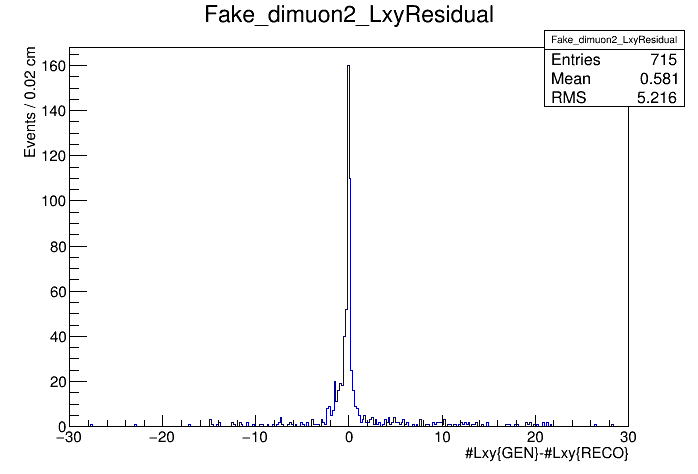 Fake_dimuon2_LxyResidual
Fake_dimuon2_LxyResidual
Entries 715
Mean 0.581
RMS 5.216
Events / 0.02 cm
160
140
120
100
80
60
40
20
0
−30 −20 −10 0 10 20 30
#Lxy{GEN}-#Lxy{RECO}